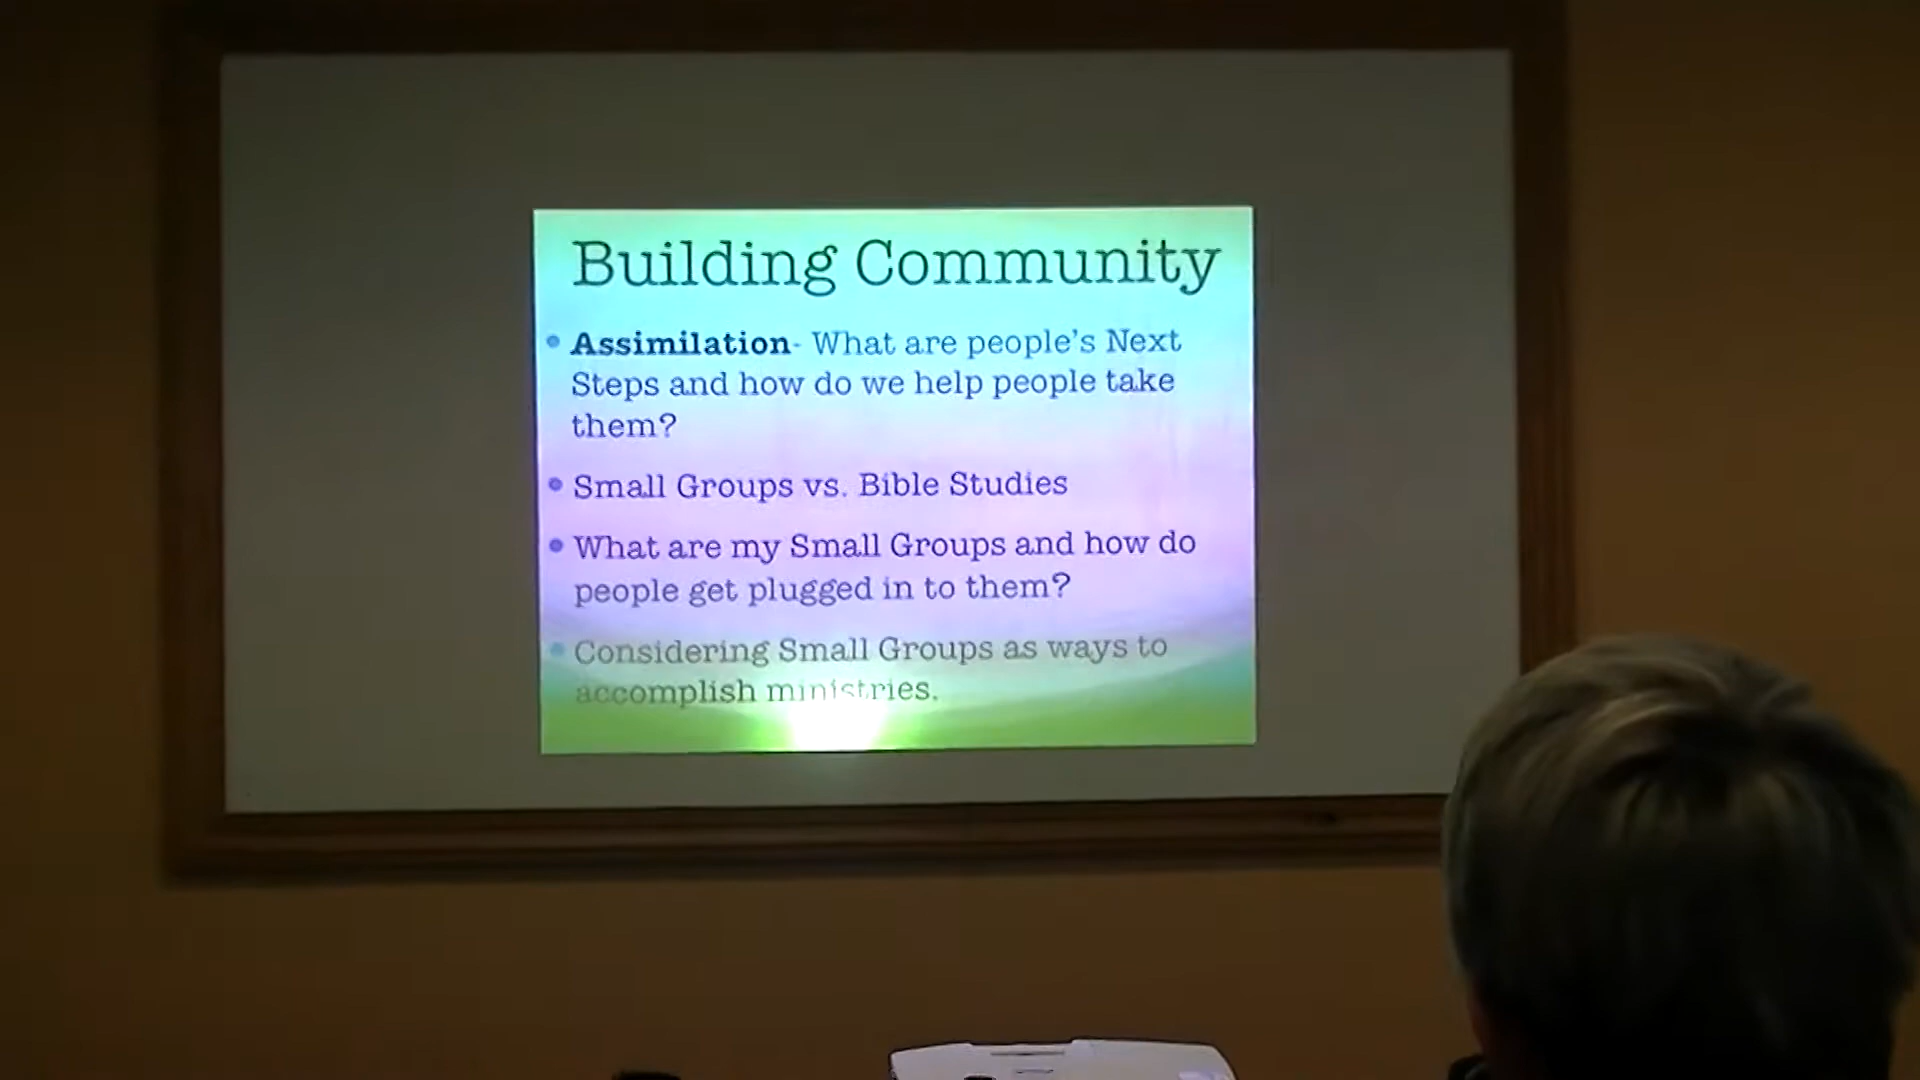 Building Community
• Assimilation- What are people's Next
Steps and how do we help people take
them?
• Small Groups vs. Bible Studies
• What are my Small Groups and how do
people get plugged in to them?
• Considering Small Groups as ways to
accomplish ministries.